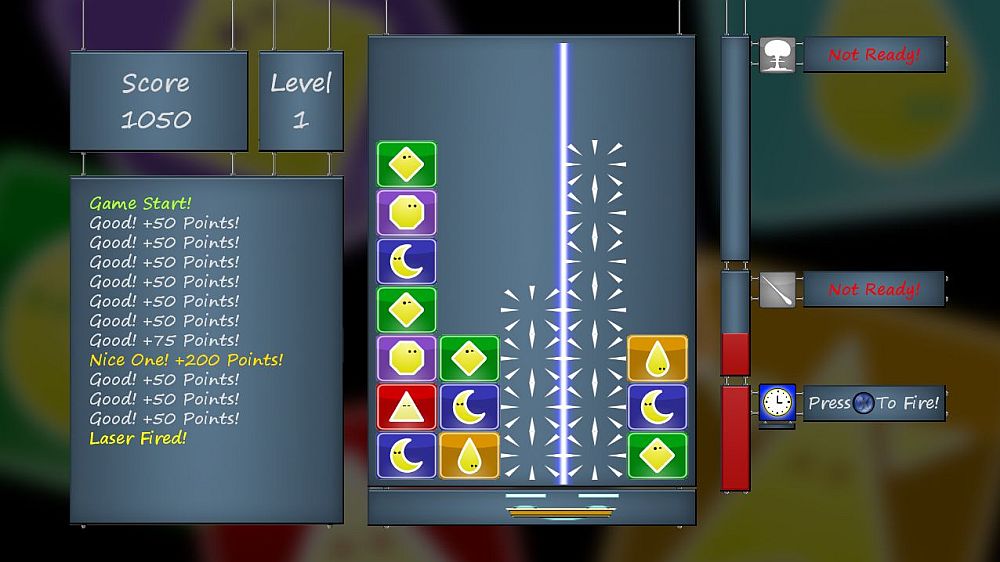 Score
1050
Level
1
Game Start!
Good! +50 Points!
Good! +50 Points!
Good! +50 Points!
Good! +50 Points!
Good! +50 Points!
Good! +50 Points!
Good! +75 Points!
Nice One! +200 Points!
Good! +50 Points!
Good! +50 Points!
Good! +50 Points!
Laser Fired!
Not Ready!
Not Ready!
Press To Fire!